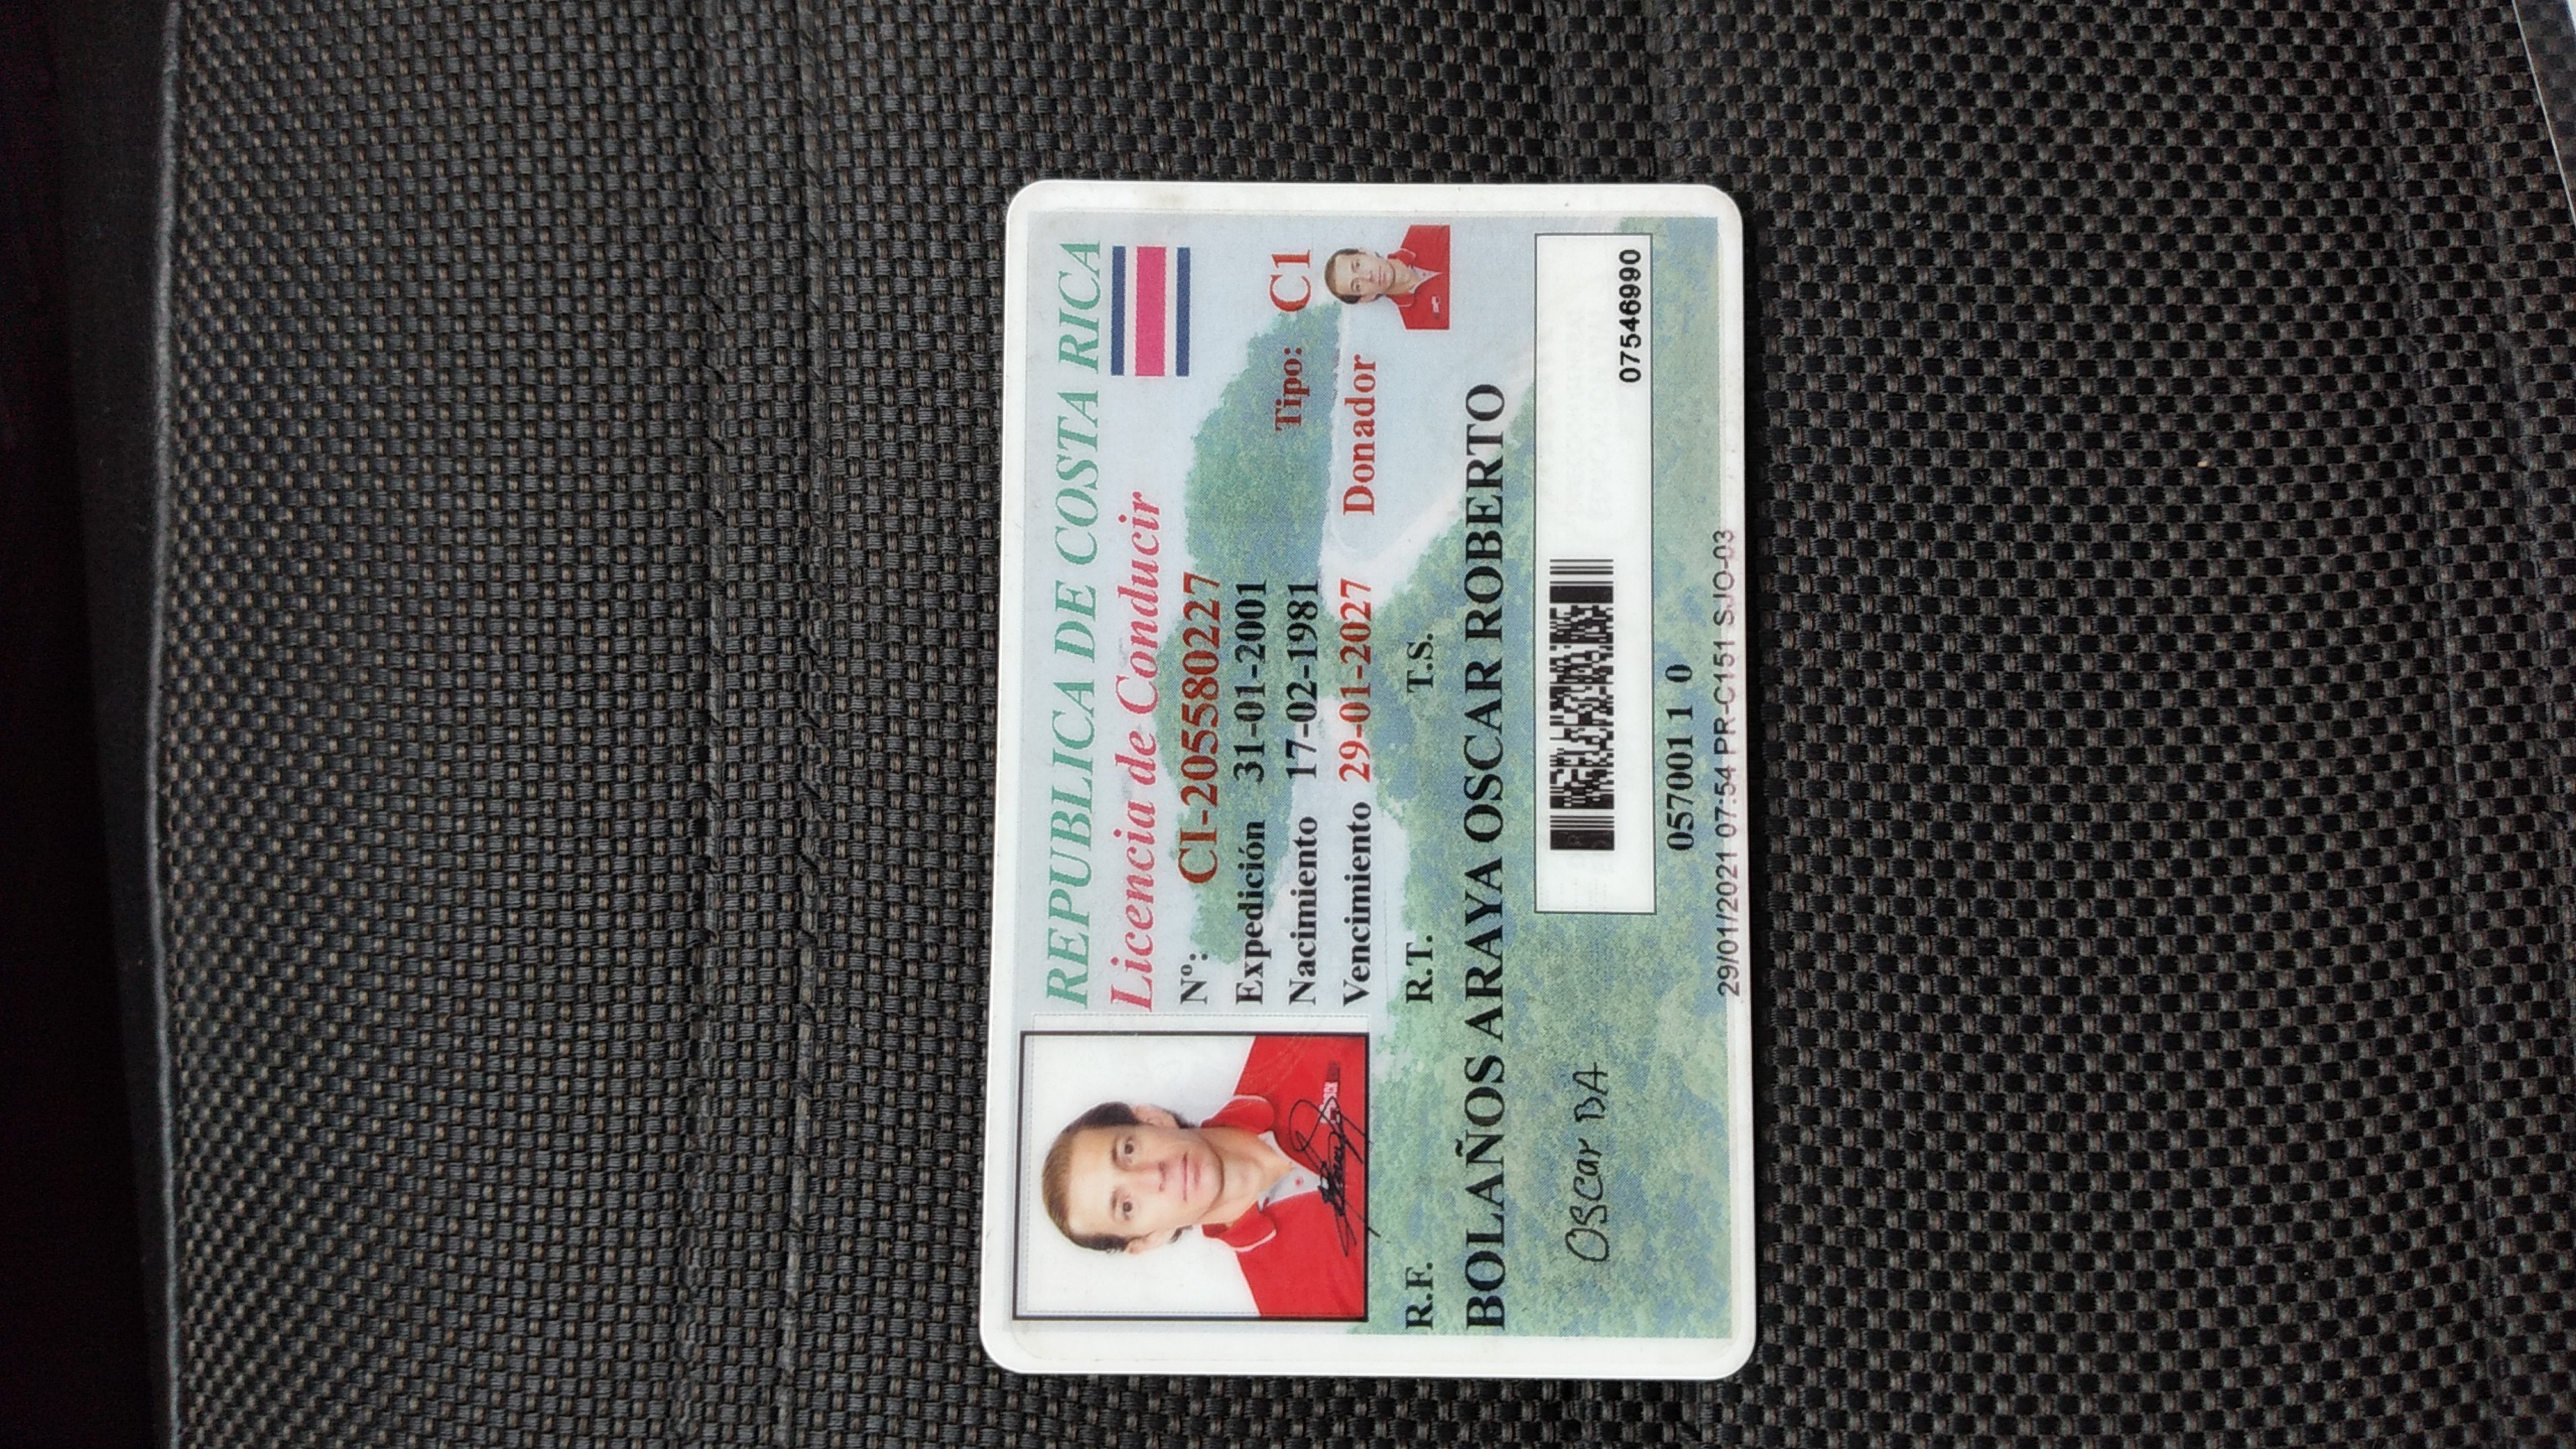 REPUBLICA DE COSTA RICA
Licencia de Conducir
Nº: CI-205580227
Expedición 31-01-2001
Nacimiento 17-02-1981 Tipo: C1
Vencimiento 29-01-2027 Donador
R.F. R.T. T.S.
BOLAÑOS ARAYA OSCAR ROBERTO
Oscar BA
07546990
0570011 0
29/01/2021 07:54 PR-C151 SJO-03